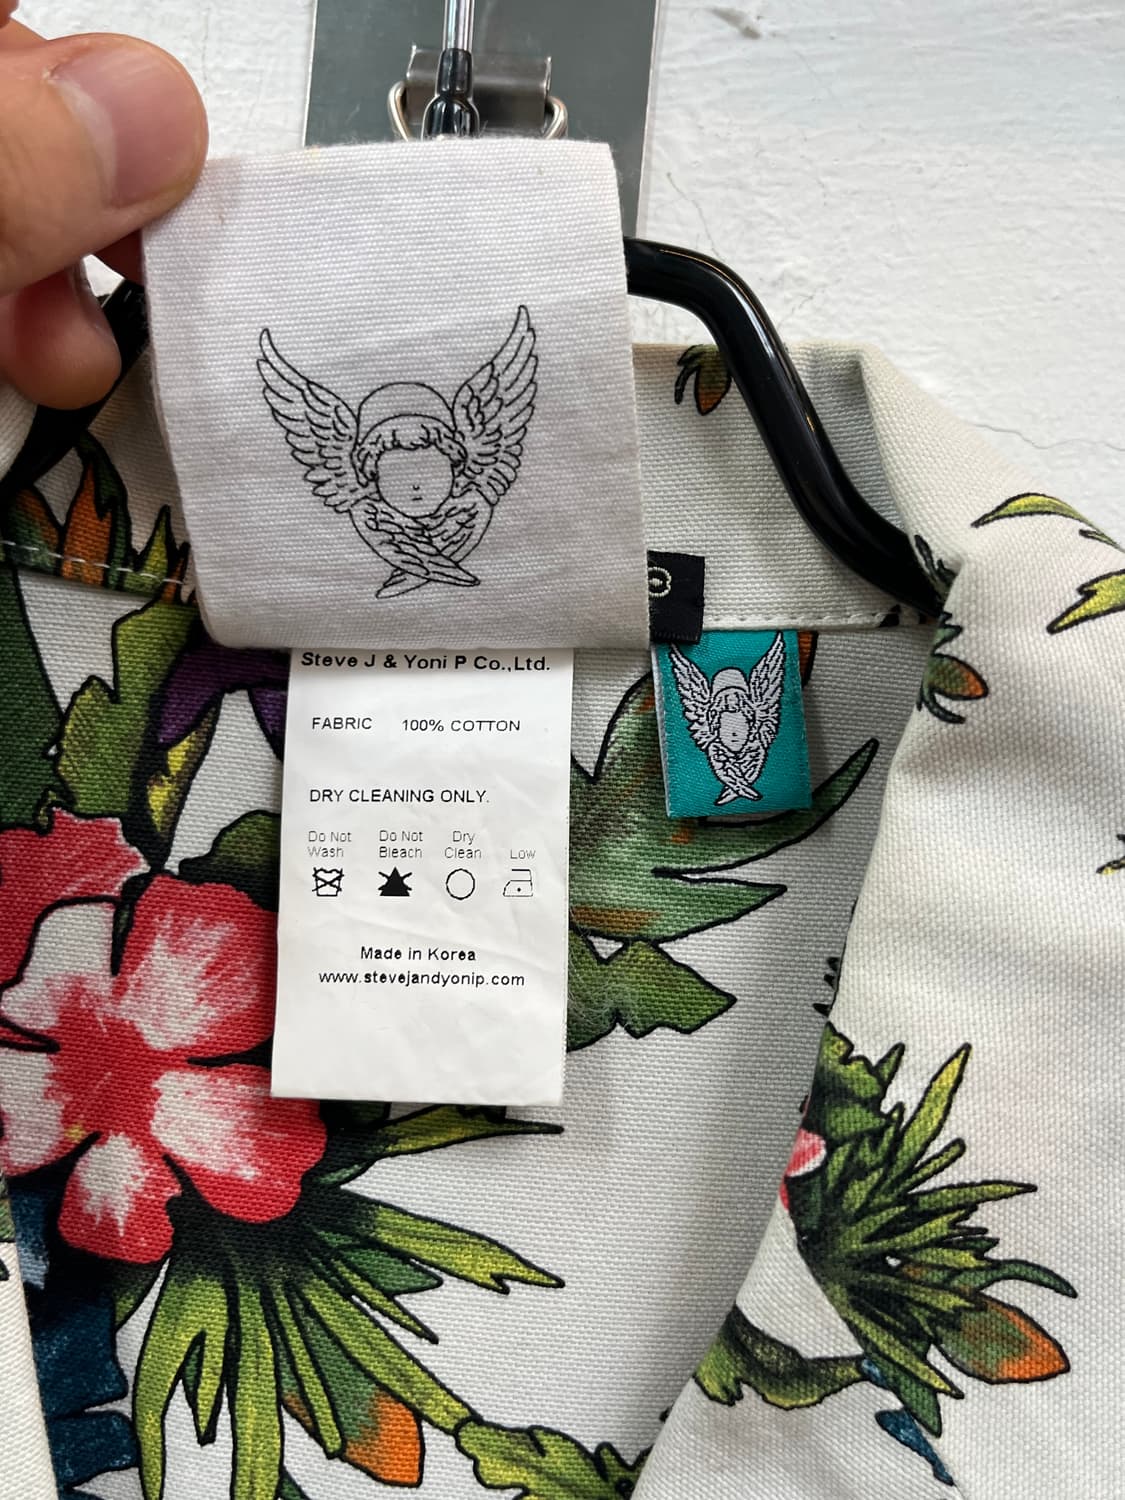 Steve J & Yoni P Co.,Ltd.
FABRIC 100% COTTON
DRY CLEANING ONLY.
Do Not Wash Do Not Bleach Dry Clean Low
Made in Korea
www.stevejandyonip.com